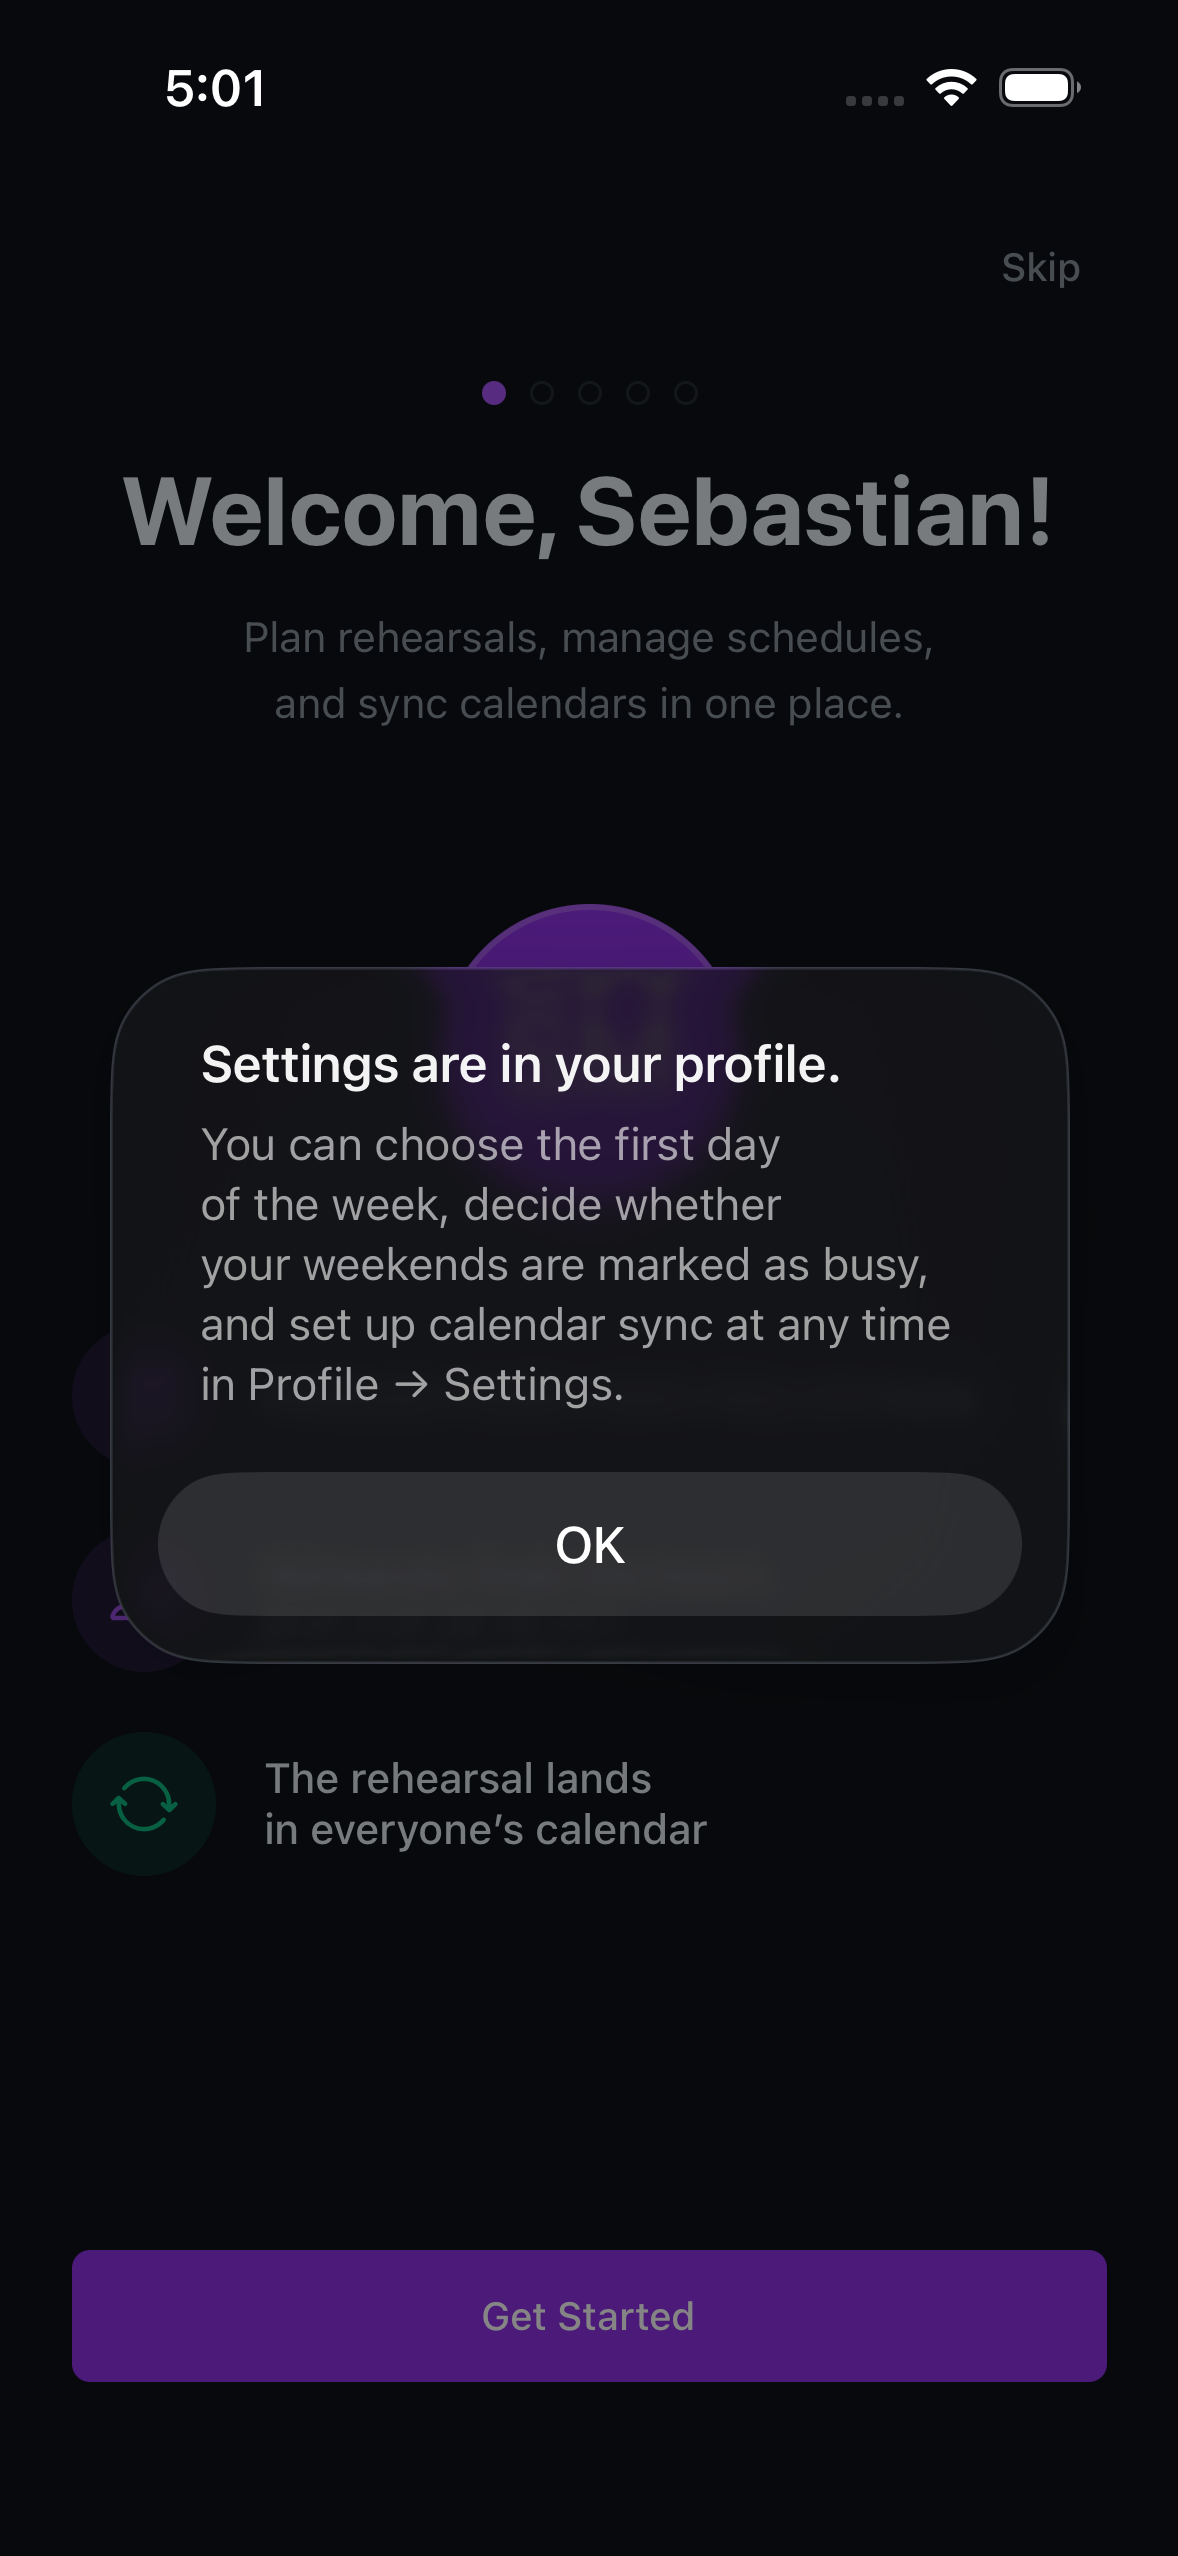 5:01
Skip
Welcome, Sebastian!
Plan rehearsals, manage schedules,
and sync calendars in one place.
Settings are in your profile.
You can choose the first day
of the week, decide whether
your weekends are marked as busy,
and set up calendar sync at any time
in Profile → Settings.
OK
The rehearsal lands
in everyone’s calendar
Get Started